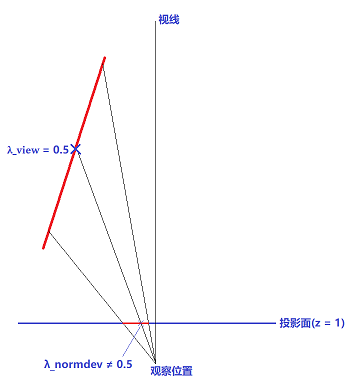 视线
λ_view = 0.5
投影面(z = 1)
λ_normdev ≠ 0.5
观察位置